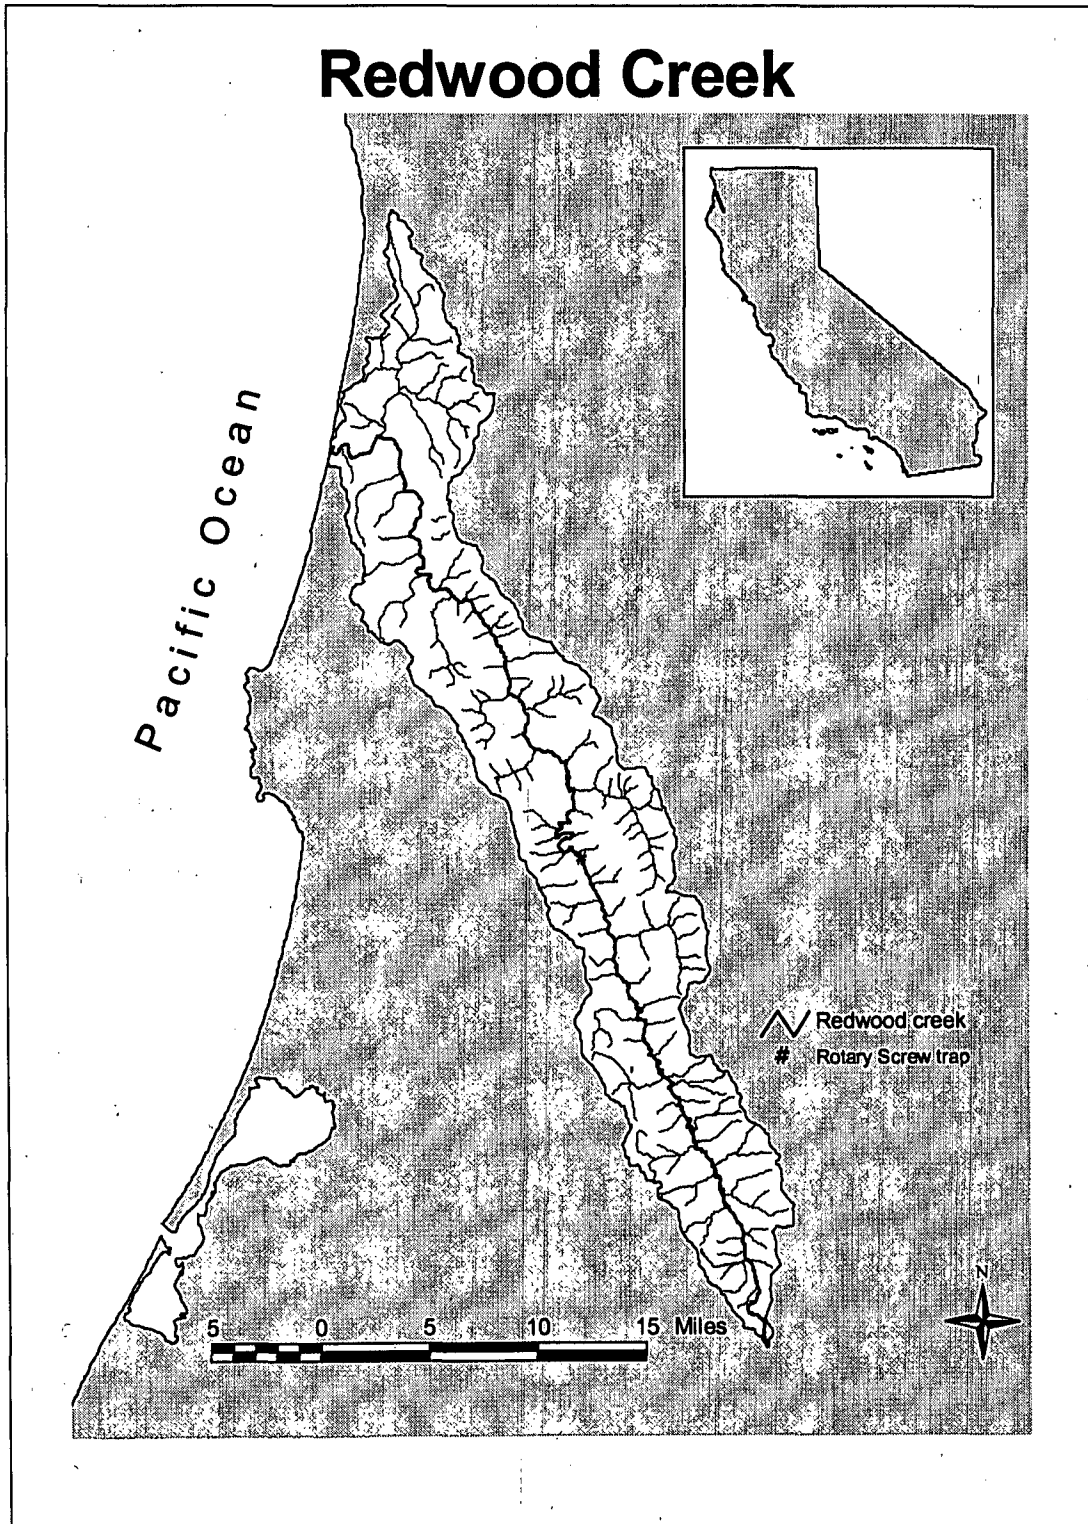 Redwood Creek
Pacific Ocean
Redwood creek
# Rotary Screw trap
N
5 0 5 10 15 Miles